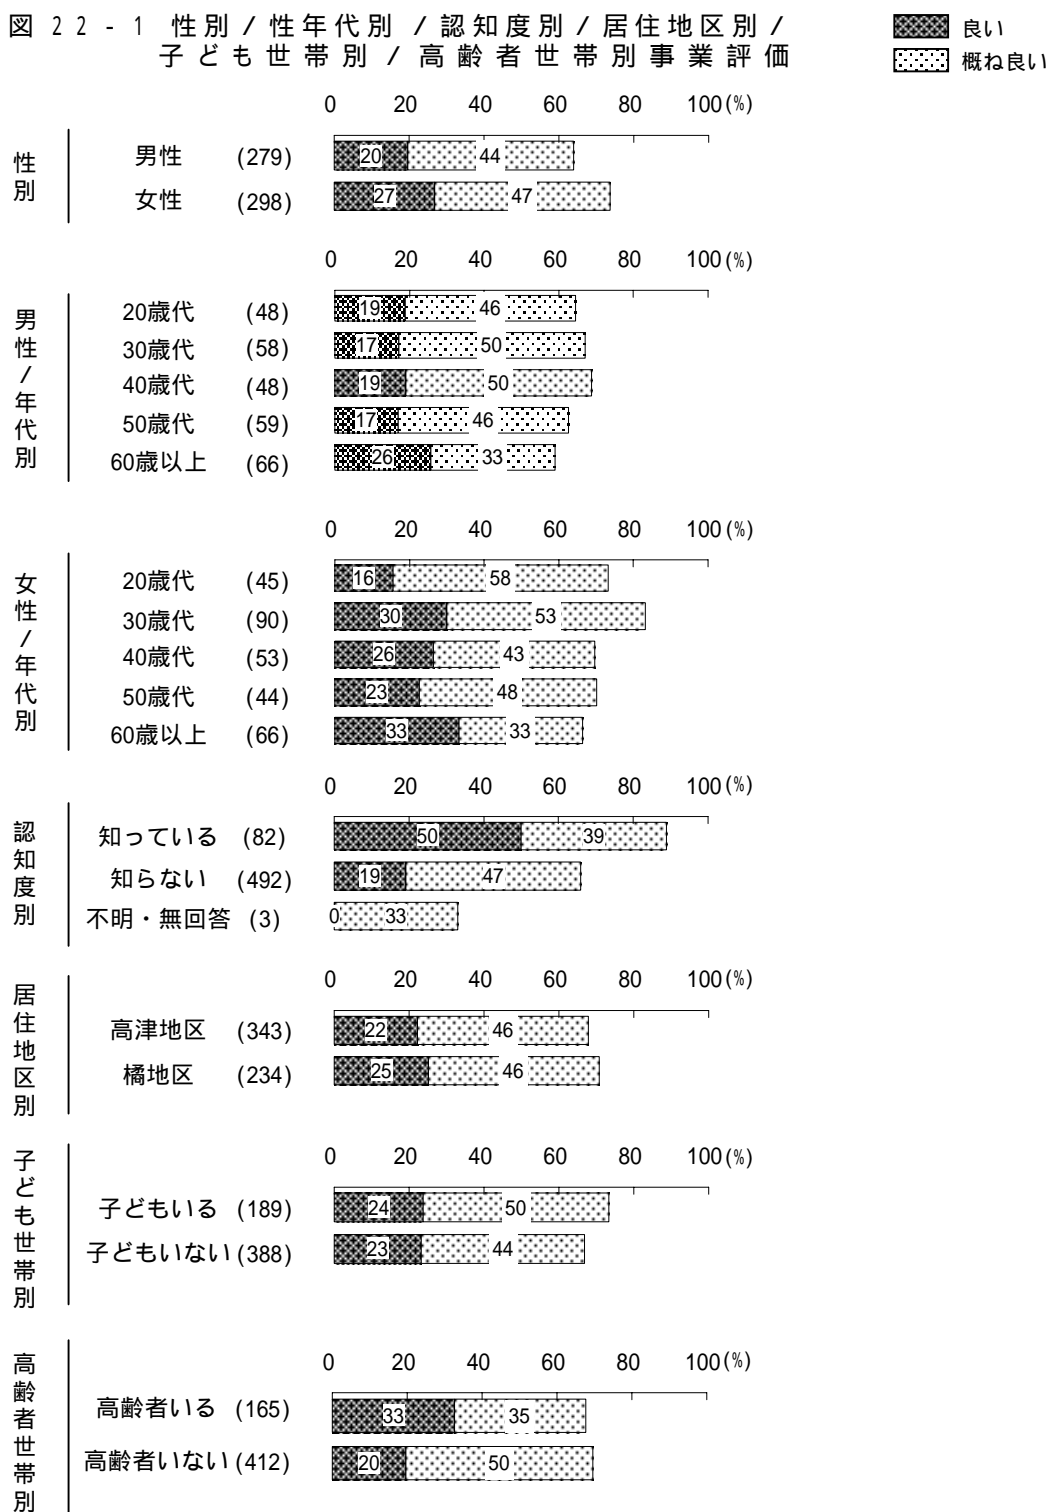 図22-1 性別/性年代別/認知度別/居住地区別/
子ども世帯別/高齢者世帯別事業評価
良い
概ね良い
0 20 40 60 80 100(%)
性別
男性 (279) 20 44
女性 (298) 27 47
0 20 40 60 80 100(%)
男性/年代別
20歳代 (48) 19 46
30歳代 (58) 17 50
40歳代 (48) 19 50
50歳代 (59) 17 46
60歳以上 (66) 26 33
0 20 40 60 80 100(%)
女性/年代別
20歳代 (45) 16 58
30歳代 (90) 30 53
40歳代 (53) 26 43
50歳代 (44) 23 48
60歳以上 (66) 33 33
0 20 40 60 80 100(%)
認知度別
知っている (82) 50 39
知らない (492) 19 47
不明・無回答 (3) 0 33
0 20 40 60 80 100(%)
居住地区別
高津地区 (343) 22 46
橘地区 (234) 25 46
0 20 40 60 80 100(%)
子ども世帯別
子どもいる (189) 24 50
子どもいない (388) 23 44
0 20 40 60 80 100(%)
高齢者世帯別
高齢者いる (165) 33 35
高齢者いない (412) 20 50